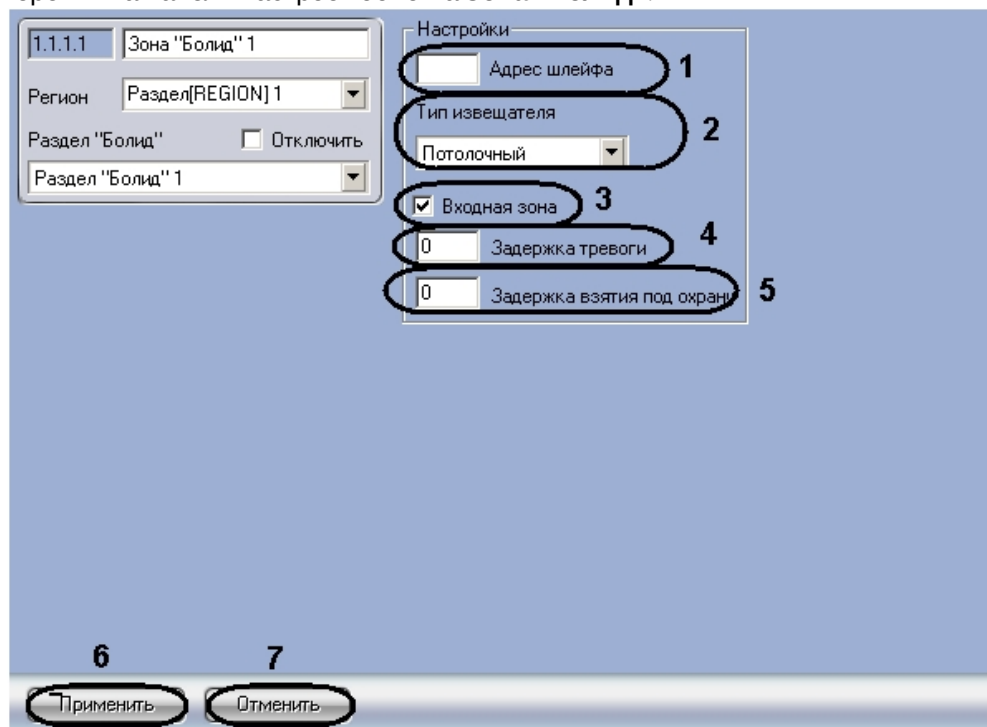 1.1.1.1 Зона "Болид" 1
Регион Раздел[REGION] 1
Раздел "Болид" Отключить
Раздел "Болид" 1
Настройки
Адрес шлейфа 1
Тип извещателя
Потолочный 2
Входная зона 3
0 Задержка тревоги 4
0 Задержка взятия под охрану 5
6 7
Применить Отменить